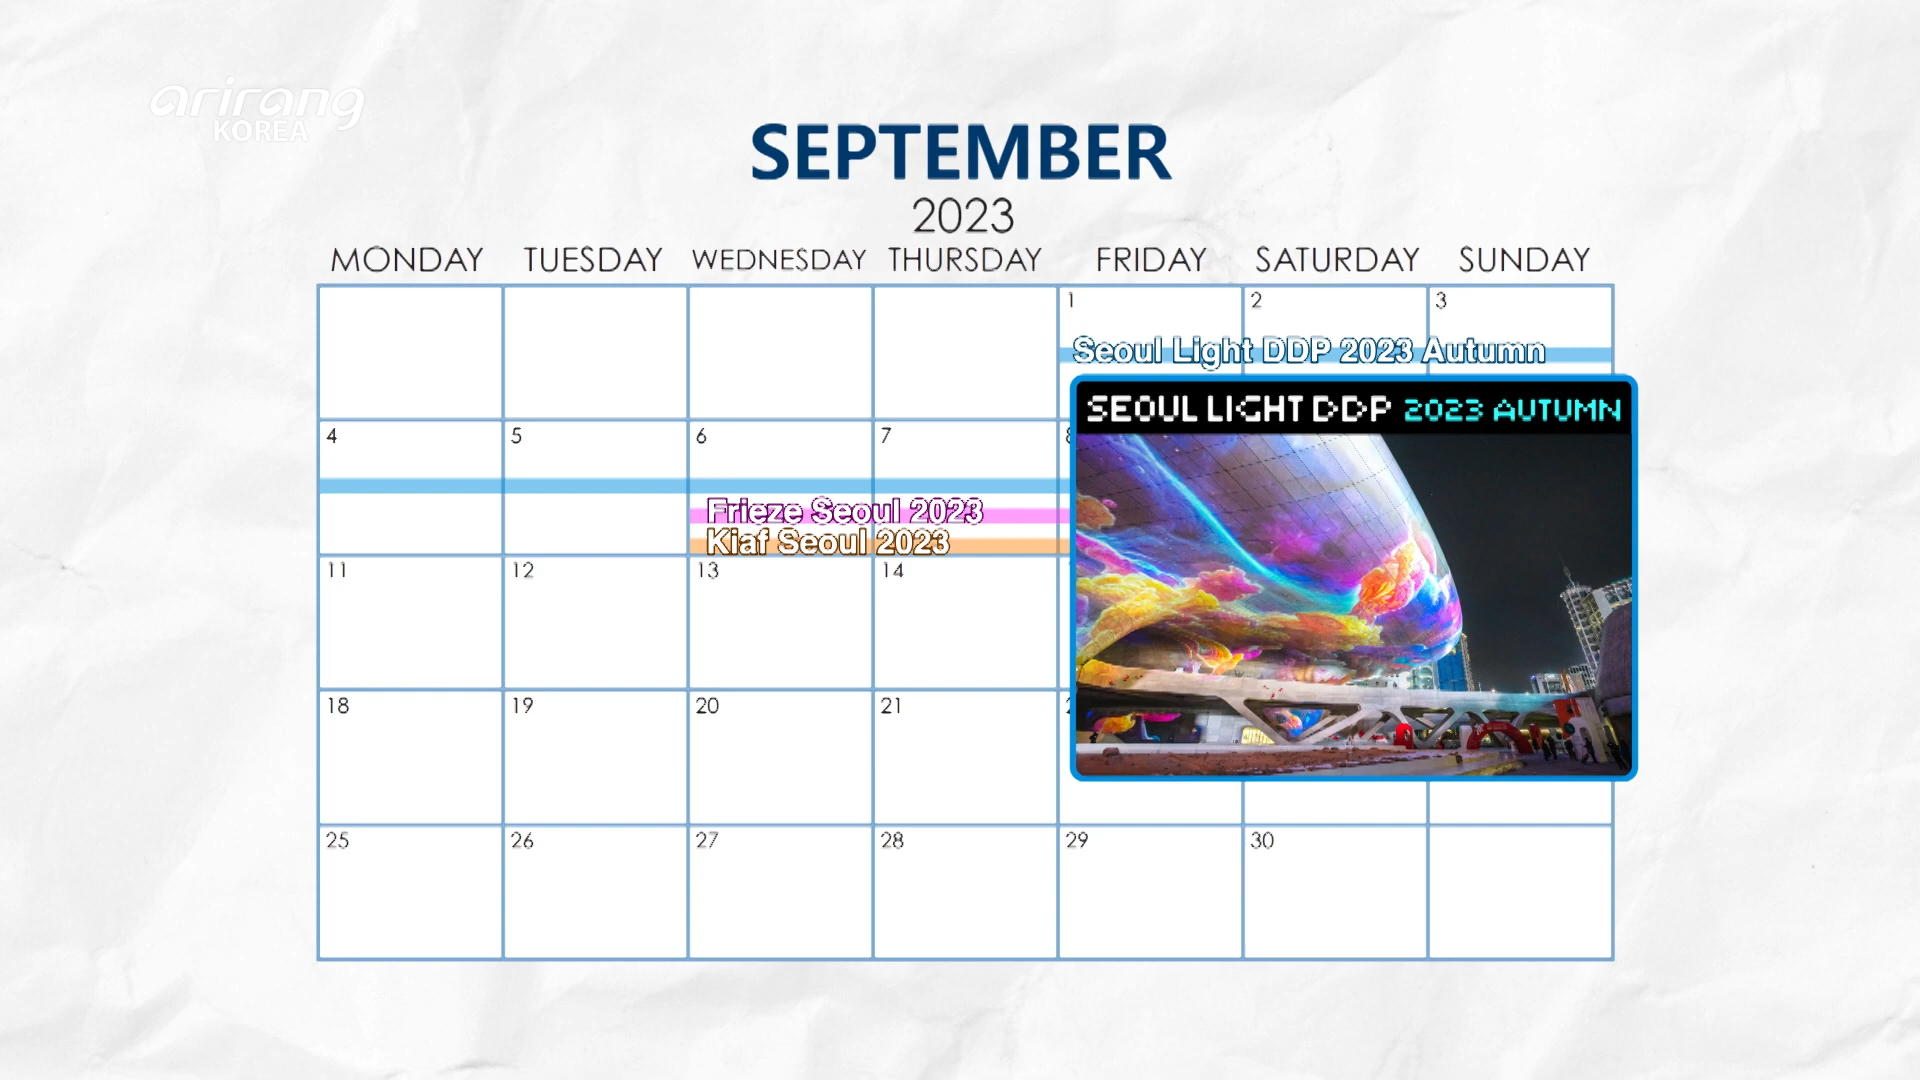 arirang
KOREA
SEPTEMBER
2023
MONDAY TUESDAY WEDNESDAY THURSDAY FRIDAY SATURDAY SUNDAY
1 2 3
Seoul Light DDP 2023 Autumn
SEOUL LIGHT DDP 2023 AUTUMN
4 5 6 7 8
Frieze Seoul 2023
Kiaf Seoul 2023
11 12 13 14
18 19 20 21
25 26 27 28 29 30